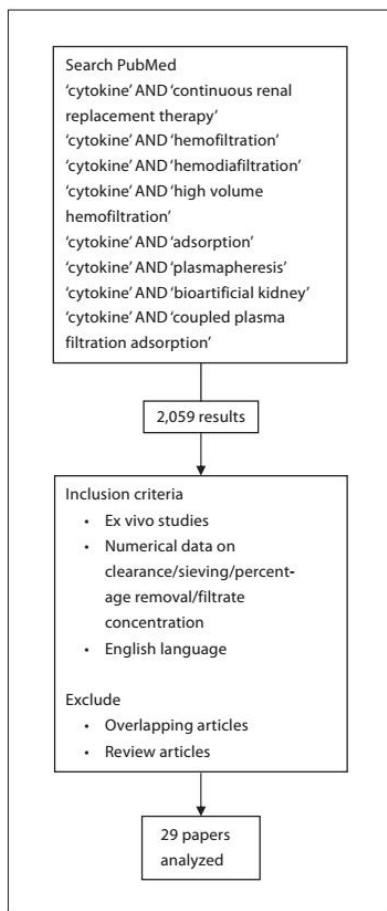 Search PubMed
‘cytokine’ AND ‘continuous renal
replacement therapy’
‘cytokine’ AND ‘hemofiltration’
‘cytokine’ AND ‘hemodiafiltration’
‘cytokine’ AND ‘high volume
hemofiltration’
‘cytokine’ AND ‘adsorption’
‘cytokine’ AND ‘plasmapheresis’
‘cytokine’ AND ‘bioartificial kidney’
‘cytokine’ AND ‘coupled plasma
filtration adsorption’
2,059 results
Inclusion criteria
• Ex vivo studies
• Numerical data on
clearance/sieving/percent-
age removal/filtrate
concentration
• English language
Exclude
• Overlapping articles
• Review articles
29 papers
analyzed